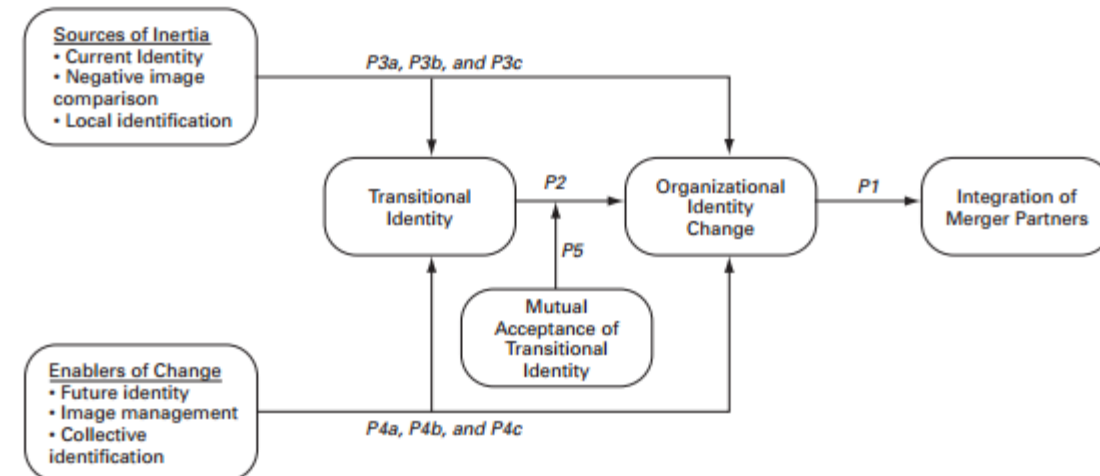 Sources of Inertia
• Current Identity
• Negative image
comparison
• Local identification
P3a, P3b, and P3c
Transitional
Identity
P2
Organizational
Identity
Change
P1
Integration of
Merger Partners
P5
Mutual
Acceptance of
Transitional
Identity
Enablers of Change
• Future identity
• Image management
• Collective
identification
P4a, P4b, and P4c